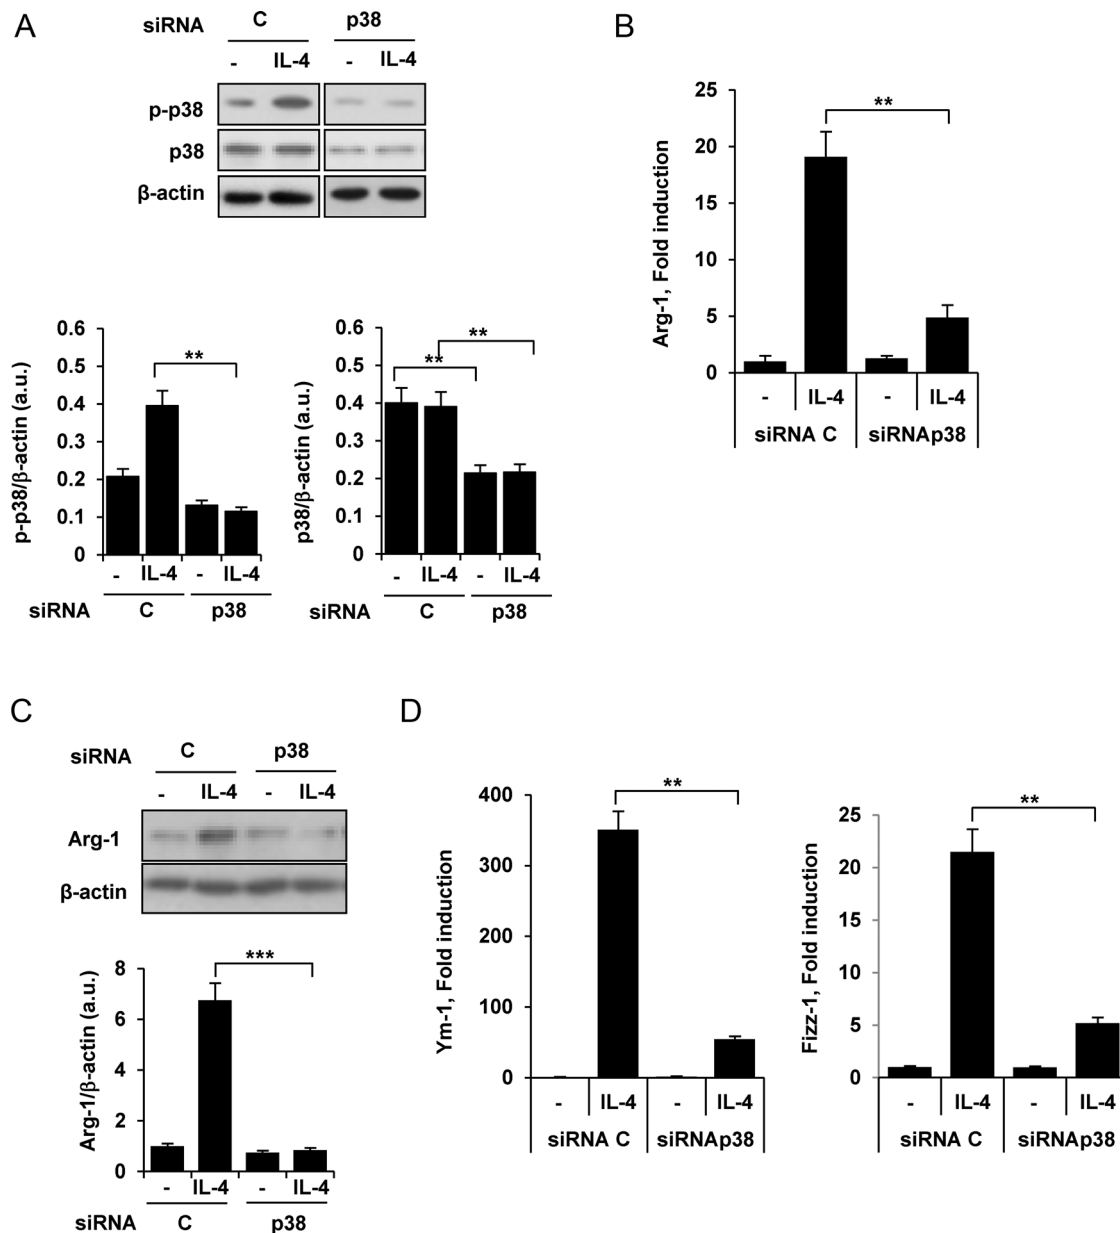 A
siRNA C p38
- IL-4 - IL-4
p-p38
p38
β-actin
p-p38/β-actin (a.u.)
0.6
0.5
0.4
0.3
0.2
0.1
0
**
- IL-4 - IL-4
siRNA C p38
p38/β-actin (a.u.)
0.6
0.5
0.4
0.3
0.2
0.1
0
**
**
- IL-4 - IL-4
siRNA C p38
B
Arg-1, Fold induction
25
20
15
10
5
0
**
- IL-4 - IL-4
siRNA C siRNAp38
C
siRNA C p38
- IL-4 - IL-4
Arg-1
β-actin
Arg-1/β-actin (a.u.)
8
6
4
2
0
***
- IL-4 - IL-4
siRNA C p38
D
Ym-1, Fold induction
400
300
200
100
0
**
- IL-4 - IL-4
siRNA C siRNAp38
Fizz-1, Fold induction
25
20
15
10
5
0
**
- IL-4 - IL-4
siRNA C siRNAp38